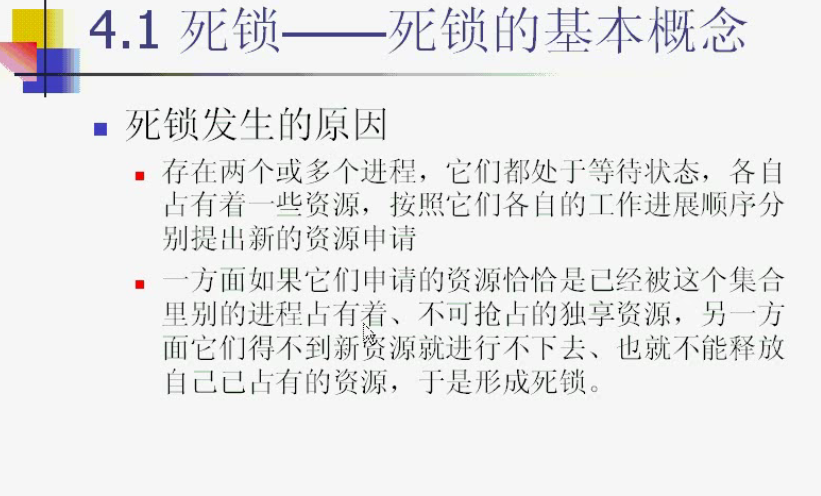 4.1 死锁——死锁的基本概念
死锁发生的原因
存在两个或多个进程，它们都处于等待状态，各自
占有着一些资源，按照它们各自的工作进展顺序分
别提出新的资源申请
一方面如果它们申请的资源恰恰是已经被这个集合
里别的进程占有着、不可抢占的独享资源，另一方
面它们得不到新资源就进行不下去、也就不能释放
自己已占有的资源，于是形成死锁。